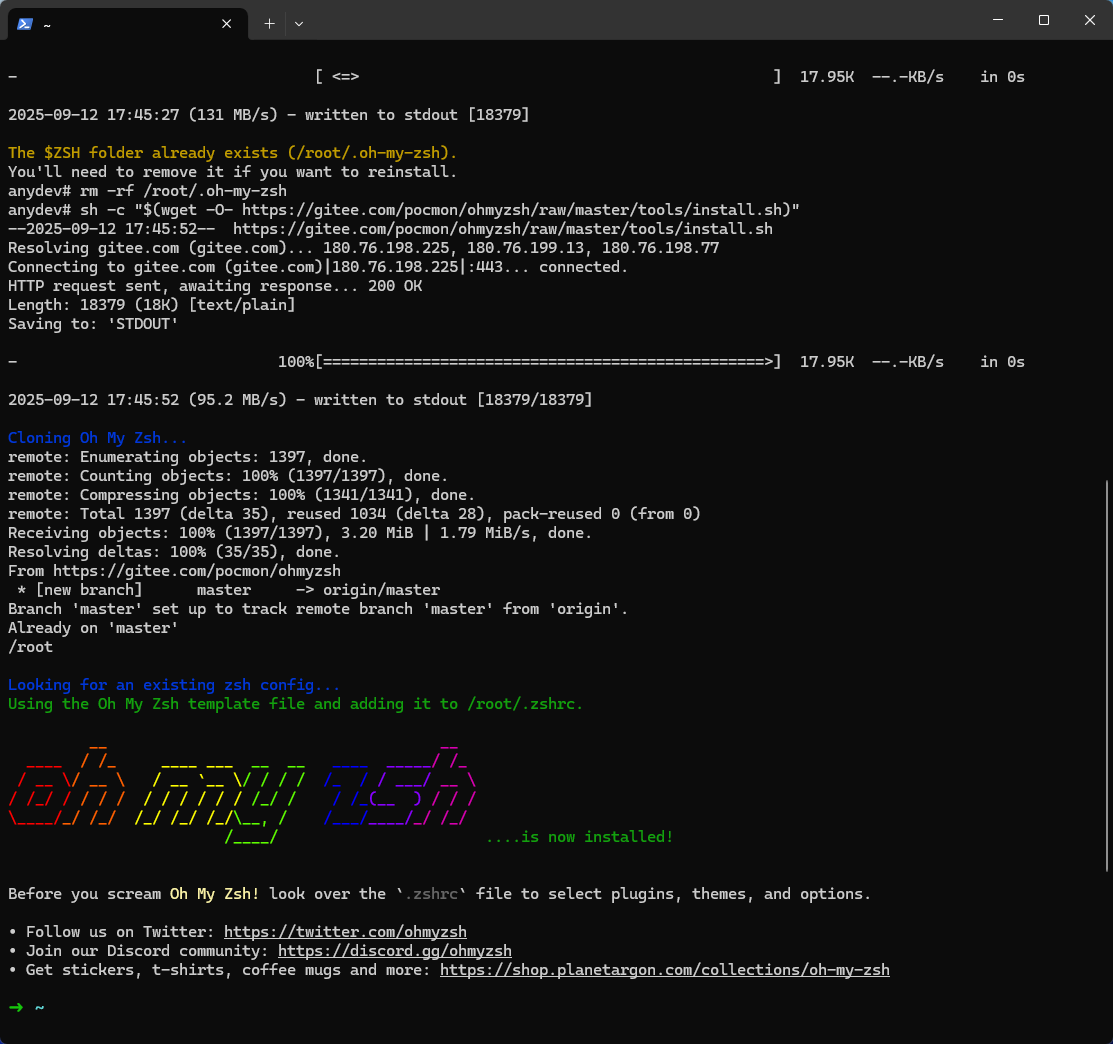 ~
- [ <=> ] 17.95K --.-KB/s in 0s
2025-09-12 17:45:27 (131 MB/s) - written to stdout [18379]
The $ZSH folder already exists (/root/.oh-my-zsh).
You'll need to remove it if you want to reinstall.
anydev# rm -rf /root/.oh-my-zsh
anydev# sh -c "$(wget -O- https://gitee.com/pocmon/ohmyzsh/raw/master/tools/install.sh)"
--2025-09-12 17:45:52-- https://gitee.com/pocmon/ohmyzsh/raw/master/tools/install.sh
Resolving gitee.com (gitee.com)... 180.76.198.225, 180.76.199.13, 180.76.198.77
Connecting to gitee.com (gitee.com)|180.76.198.225|:443... connected.
HTTP request sent, awaiting response... 200 OK
Length: 18379 (18K) [text/plain]
Saving to: 'STDOUT'
- 100%[=================================================>] 17.95K --.-KB/s in 0s
2025-09-12 17:45:52 (95.2 MB/s) - written to stdout [18379/18379]
Cloning Oh My Zsh...
remote: Enumerating objects: 1397, done.
remote: Counting objects: 100% (1397/1397), done.
remote: Compressing objects: 100% (1341/1341), done.
remote: Total 1397 (delta 35), reused 1034 (delta 28), pack-reused 0 (from 0)
Receiving objects: 100% (1397/1397), 3.20 MiB | 1.79 MiB/s, done.
Resolving deltas: 100% (35/35), done.
From https://gitee.com/pocmon/ohmyzsh
 * [new branch] master -> origin/master
Branch 'master' set up to track remote branch 'master' from 'origin'.
Already on 'master'
/root
Looking for an existing zsh config...
Using the Oh My Zsh template file and adding it to /root/.zshrc.
oh my zsh
....is now installed!
Before you scream Oh My Zsh! look over the `.zshrc` file to select plugins, themes, and options.
• Follow us on Twitter: https://twitter.com/ohmyzsh
• Join our Discord community: https://discord.gg/ohmyzsh
• Get stickers, t-shirts, coffee mugs and more: https://shop.planetargon.com/collections/oh-my-zsh
➜ ~